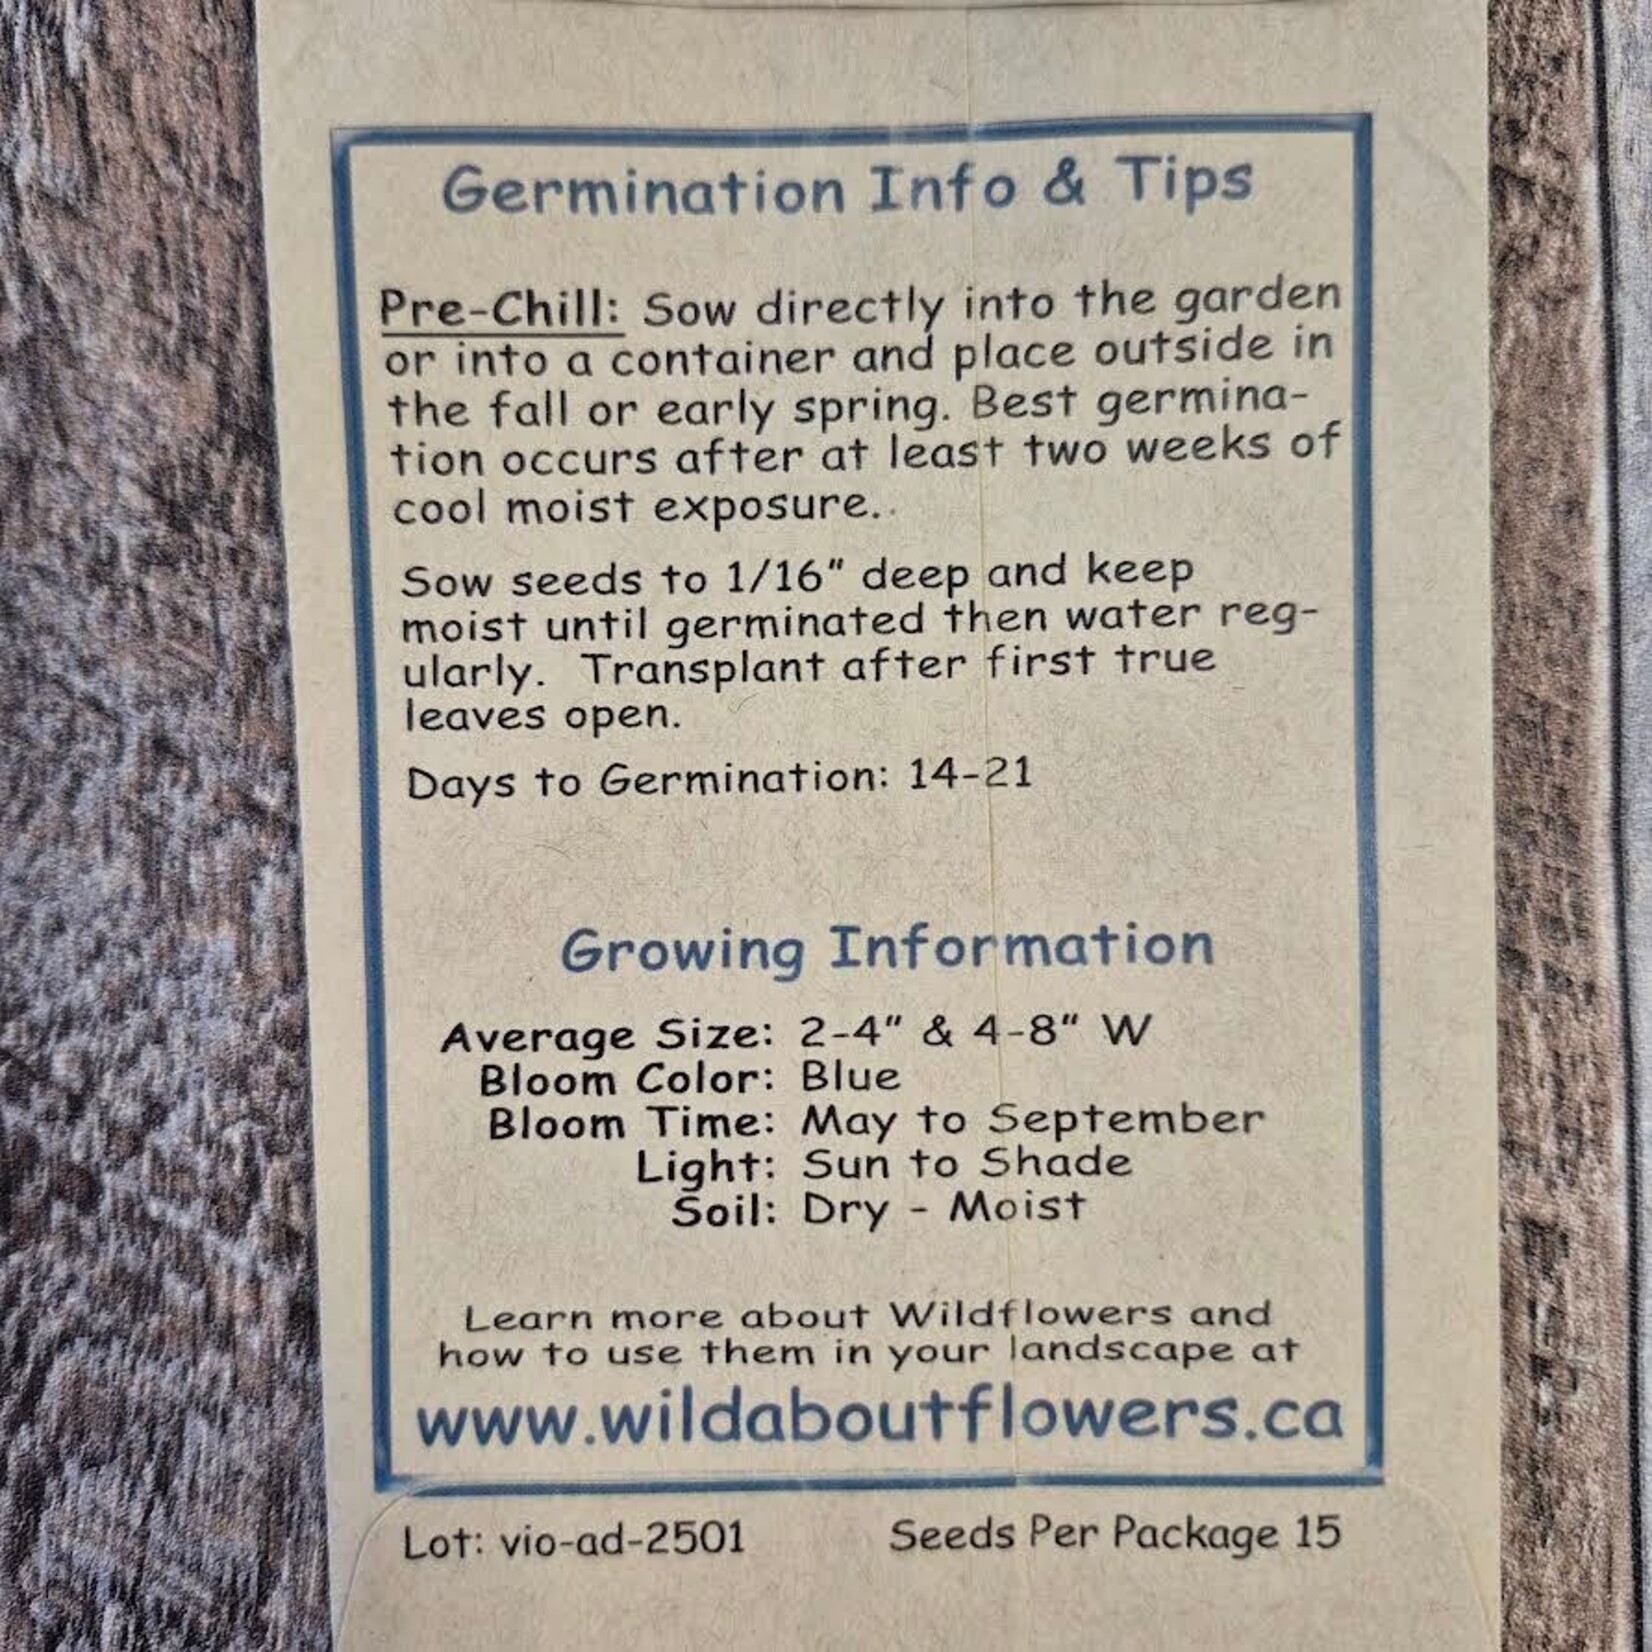 Germination Info & Tips
Pre-Chill: Sow directly into the garden
or into a container and place outside in
the fall or early spring. Best germina-
tion occurs after at least two weeks of
cool moist exposure..
Sow seeds to 1/16" deep and keep
moist until germinated then water reg-
ularly. Transplant after first true
leaves open.
Days to Germination: 14-21
Growing Information
Average Size: 2-4" & 4-8" W
Bloom Color: Blue
Bloom Time: May to September
Light: Sun to Shade
Soil: Dry - Moist
Learn more about Wildflowers and
how to use them in your landscape at
www.wildaboutflowers.ca
Lot: vio-ad-2501 Seeds Per Package 15